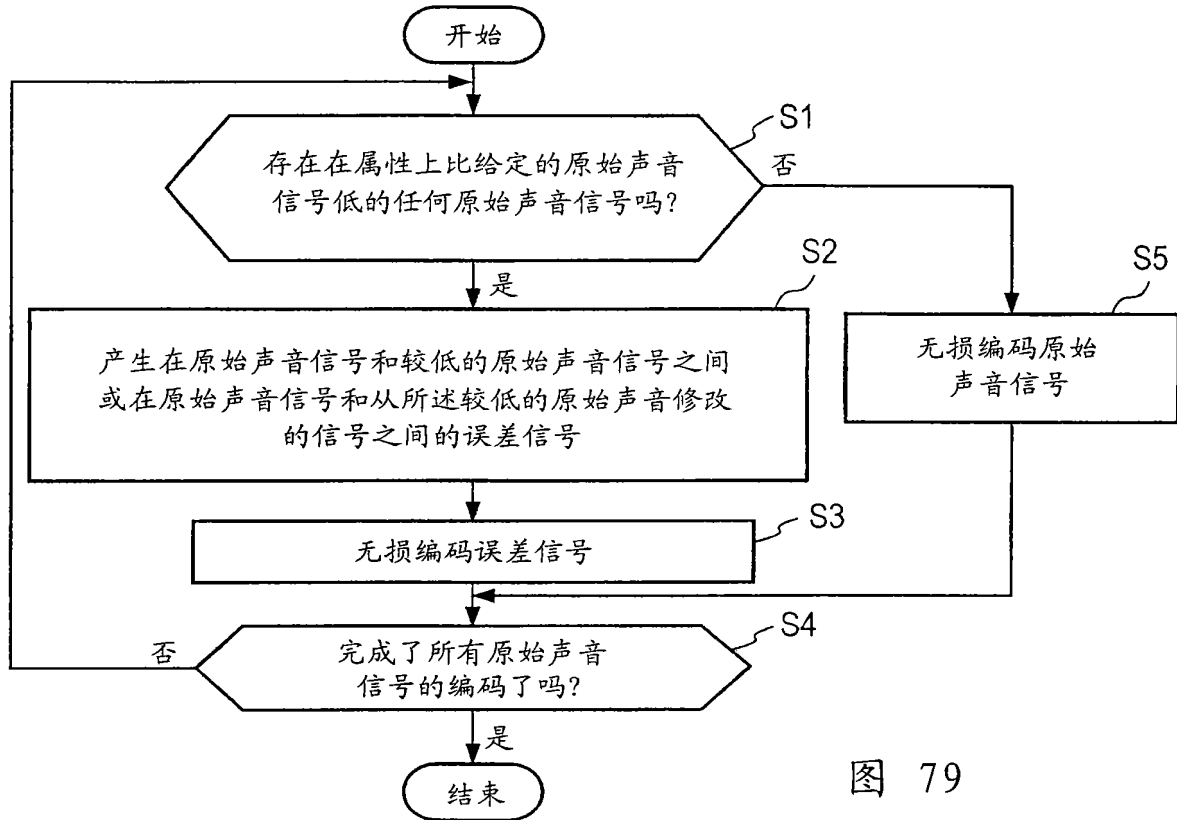 开始
S1
存在在属性上比给定的原始声音
信号低的任何原始声音信号吗?
否
是
S2
产生在原始声音信号和较低的原始声音信号之间
或在原始声音信号和从所述较低的原始声音修改
的信号之间的误差信号
S5
无损编码原始
声音信号
S3
无损编码误差信号
S4
完成了所有原始声音
信号的编码了吗?
否
是
结束
图 79